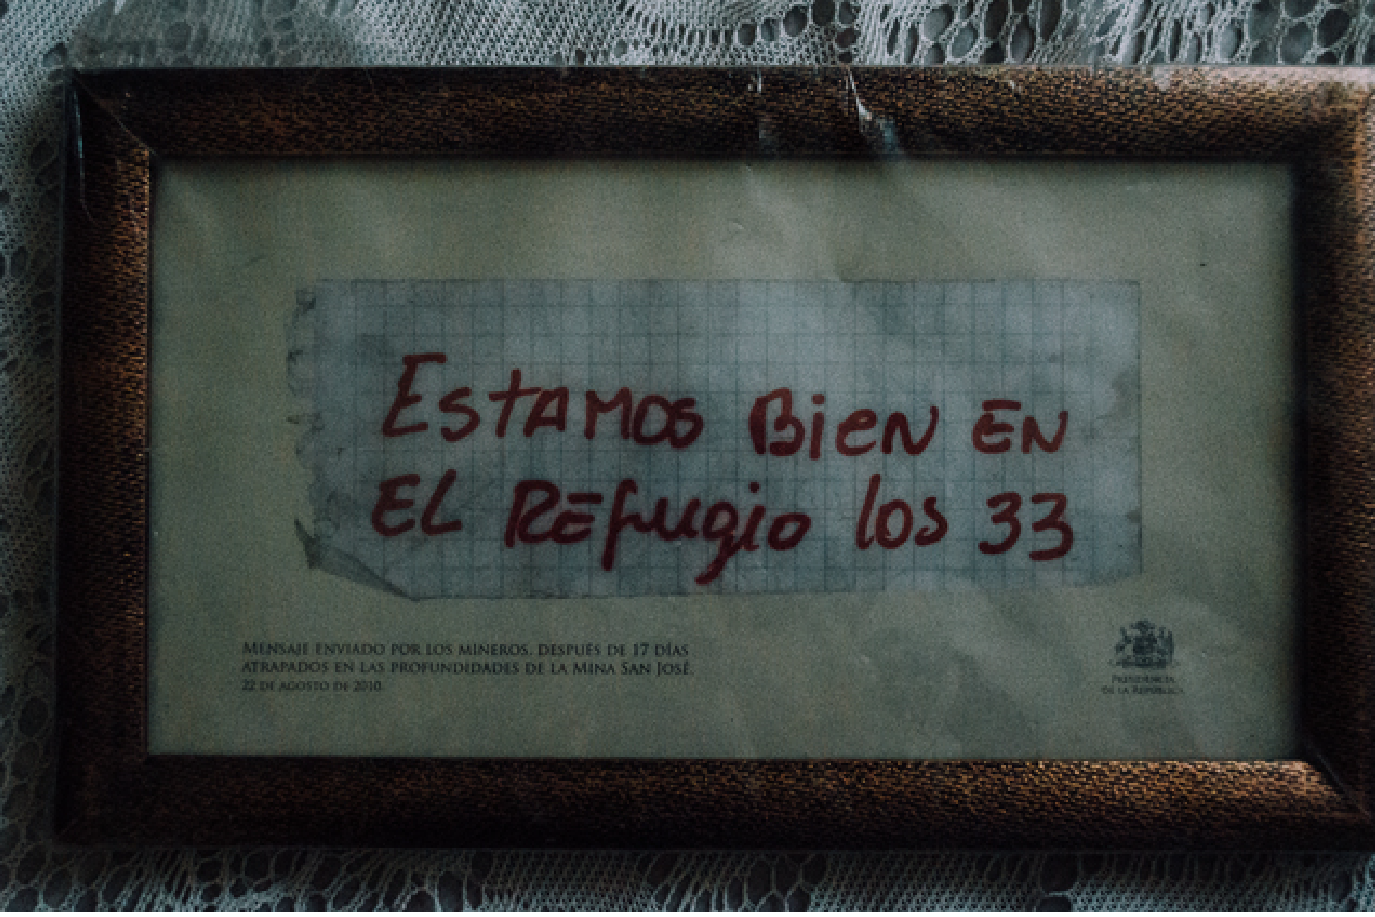 Estamos Bien en
el Refugio los 33
Mensaje enviado por los mineros, después de 17 días
atrapados en las profundidades de la Mina San José.
22 de agosto de 2010
Presidencia
de la República